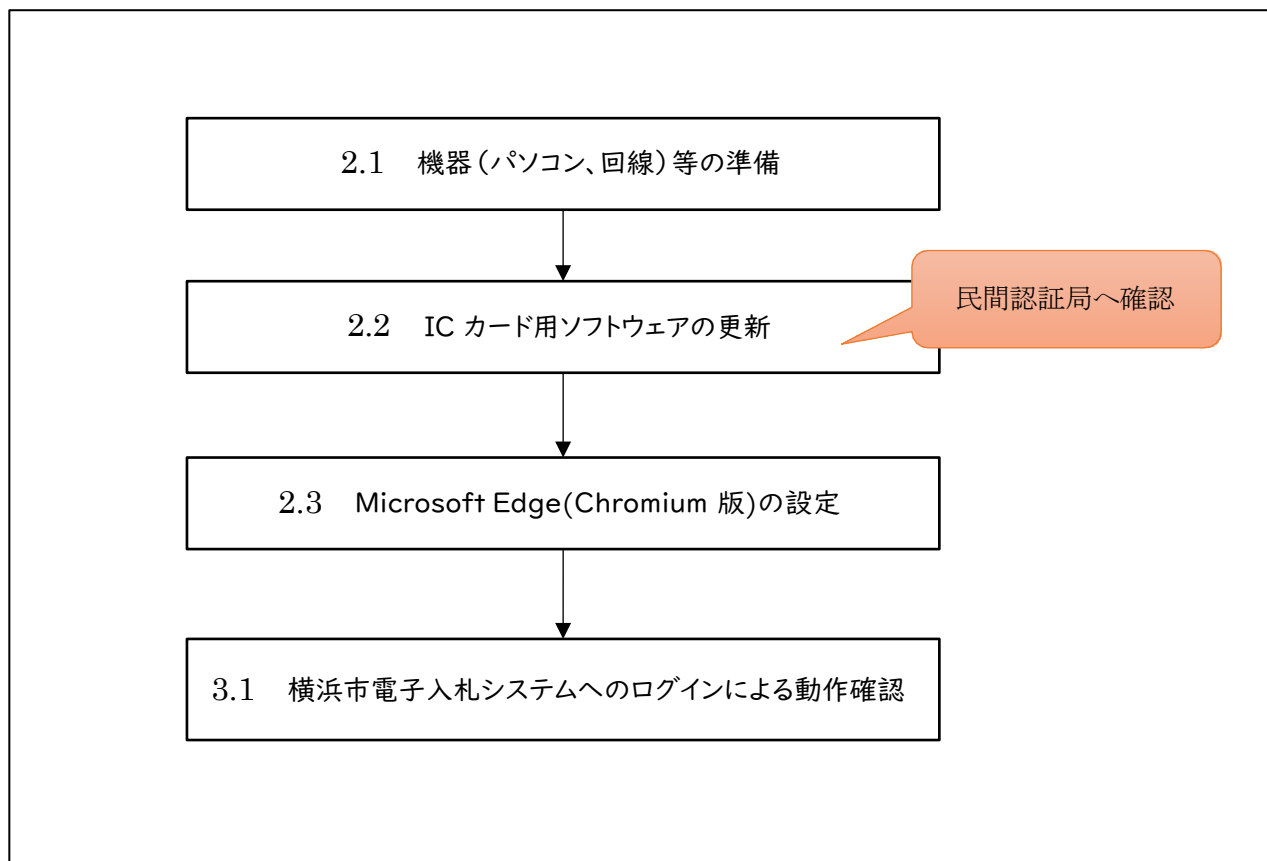 2.1 機器（パソコン、回線）等の準備
民間認証局へ確認
2.2 IC カード用ソフトウェアの更新
2.3 Microsoft Edge(Chromium 版)の設定
3.1 横浜市電子入札システムへのログインによる動作確認